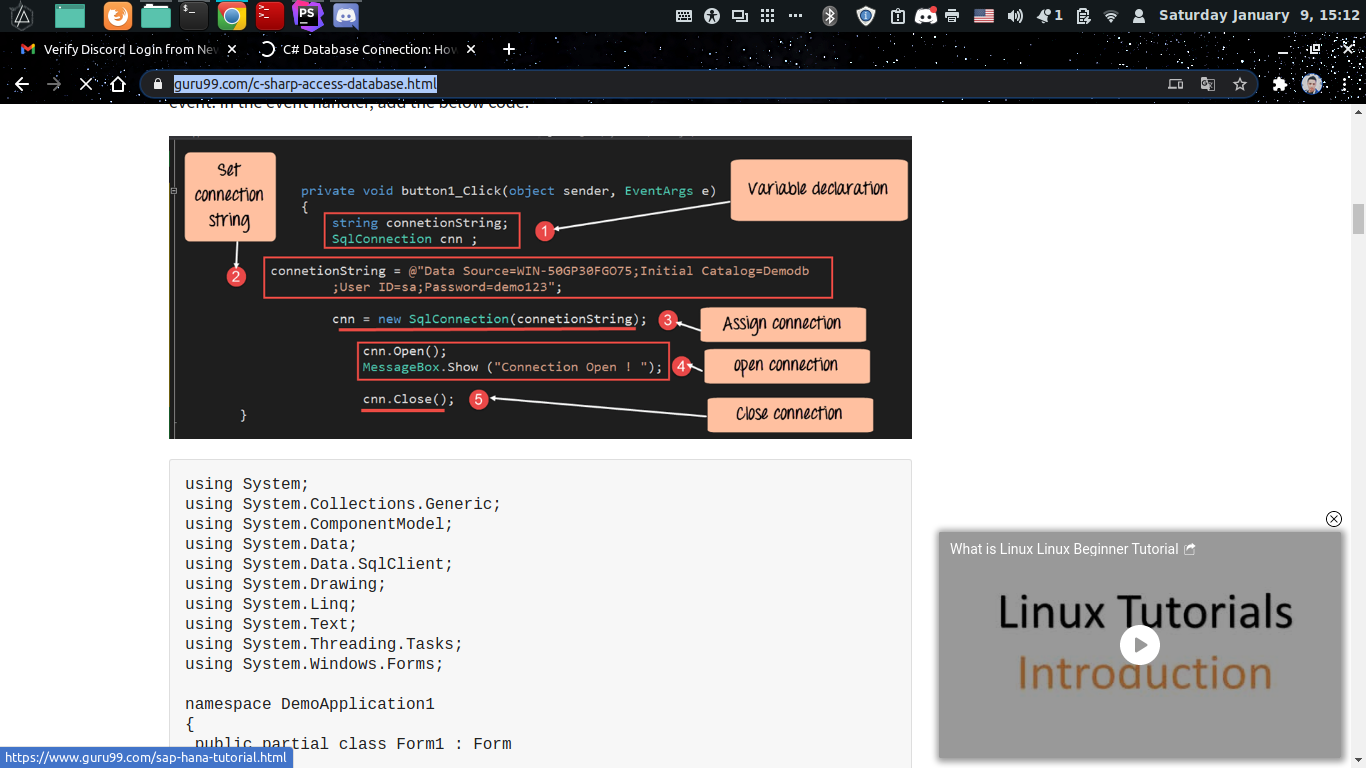 Saturday January 9, 15:12
Verify Discord Login from New
C# Database Connection: How
guru99.com/c-sharp-access-database.html
event. In the event handler, add the below code.
Set
connection
string
private void button1_Click(object sender, EventArgs e)
{
Variable declaration
string connetionString;
SqlConnection cnn ;
1
2
connetionString = @"Data Source=WIN-50GP30FGO75;Initial Catalog=Demodb
;User ID=sa;Password=demo123";
cnn = new SqlConnection(connetionString);
3
Assign connection
cnn.Open();
MessageBox.Show ("Connection Open ! ");
4
open connection
cnn.Close();
5
Close connection
}
using System;
using System.Collections.Generic;
using System.ComponentModel;
using System.Data;
using System.Data.SqlClient;
using System.Drawing;
using System.Linq;
using System.Text;
using System.Threading.Tasks;
using System.Windows.Forms;
namespace DemoApplication1
{
public partial class Form1 : Form
What is Linux Linux Beginner Tutorial
Linux Tutorials
Introduction
https://www.guru99.com/sap-hana-tutorial.html
PS
1